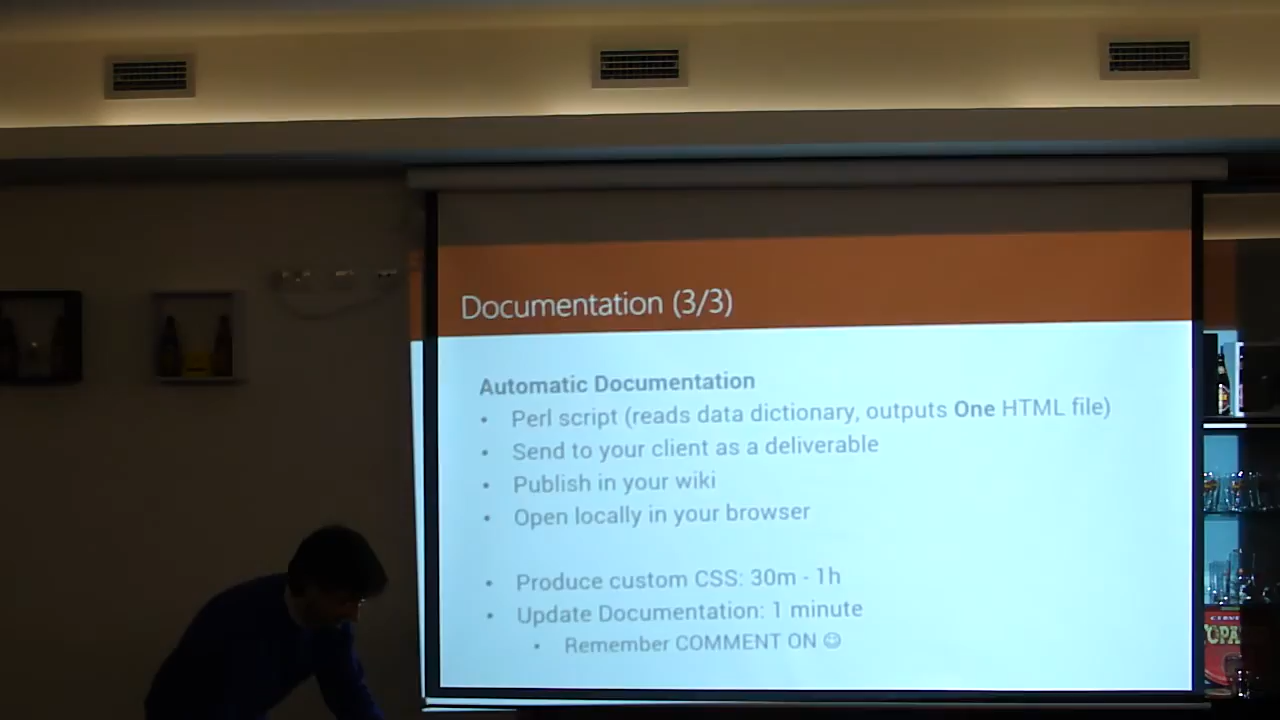 Documentation (3/3)
Automatic Documentation
• Perl script (reads data dictionary, outputs One HTML file)
• Send to your client as a deliverable
• Publish in your wiki
• Open locally in your browser
• Produce custom CSS: 30m - 1h
• Update Documentation: 1 minute
• Remember COMMENT ON ☺